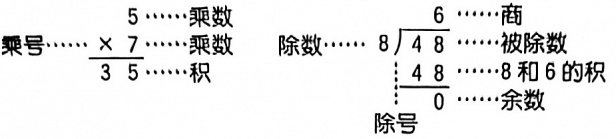 5……乘数
乘号…… × 7……乘数
3 5……积
6……商
除数…… 8)4 8……被除数
4 8……8和6的积
0……余数
除号